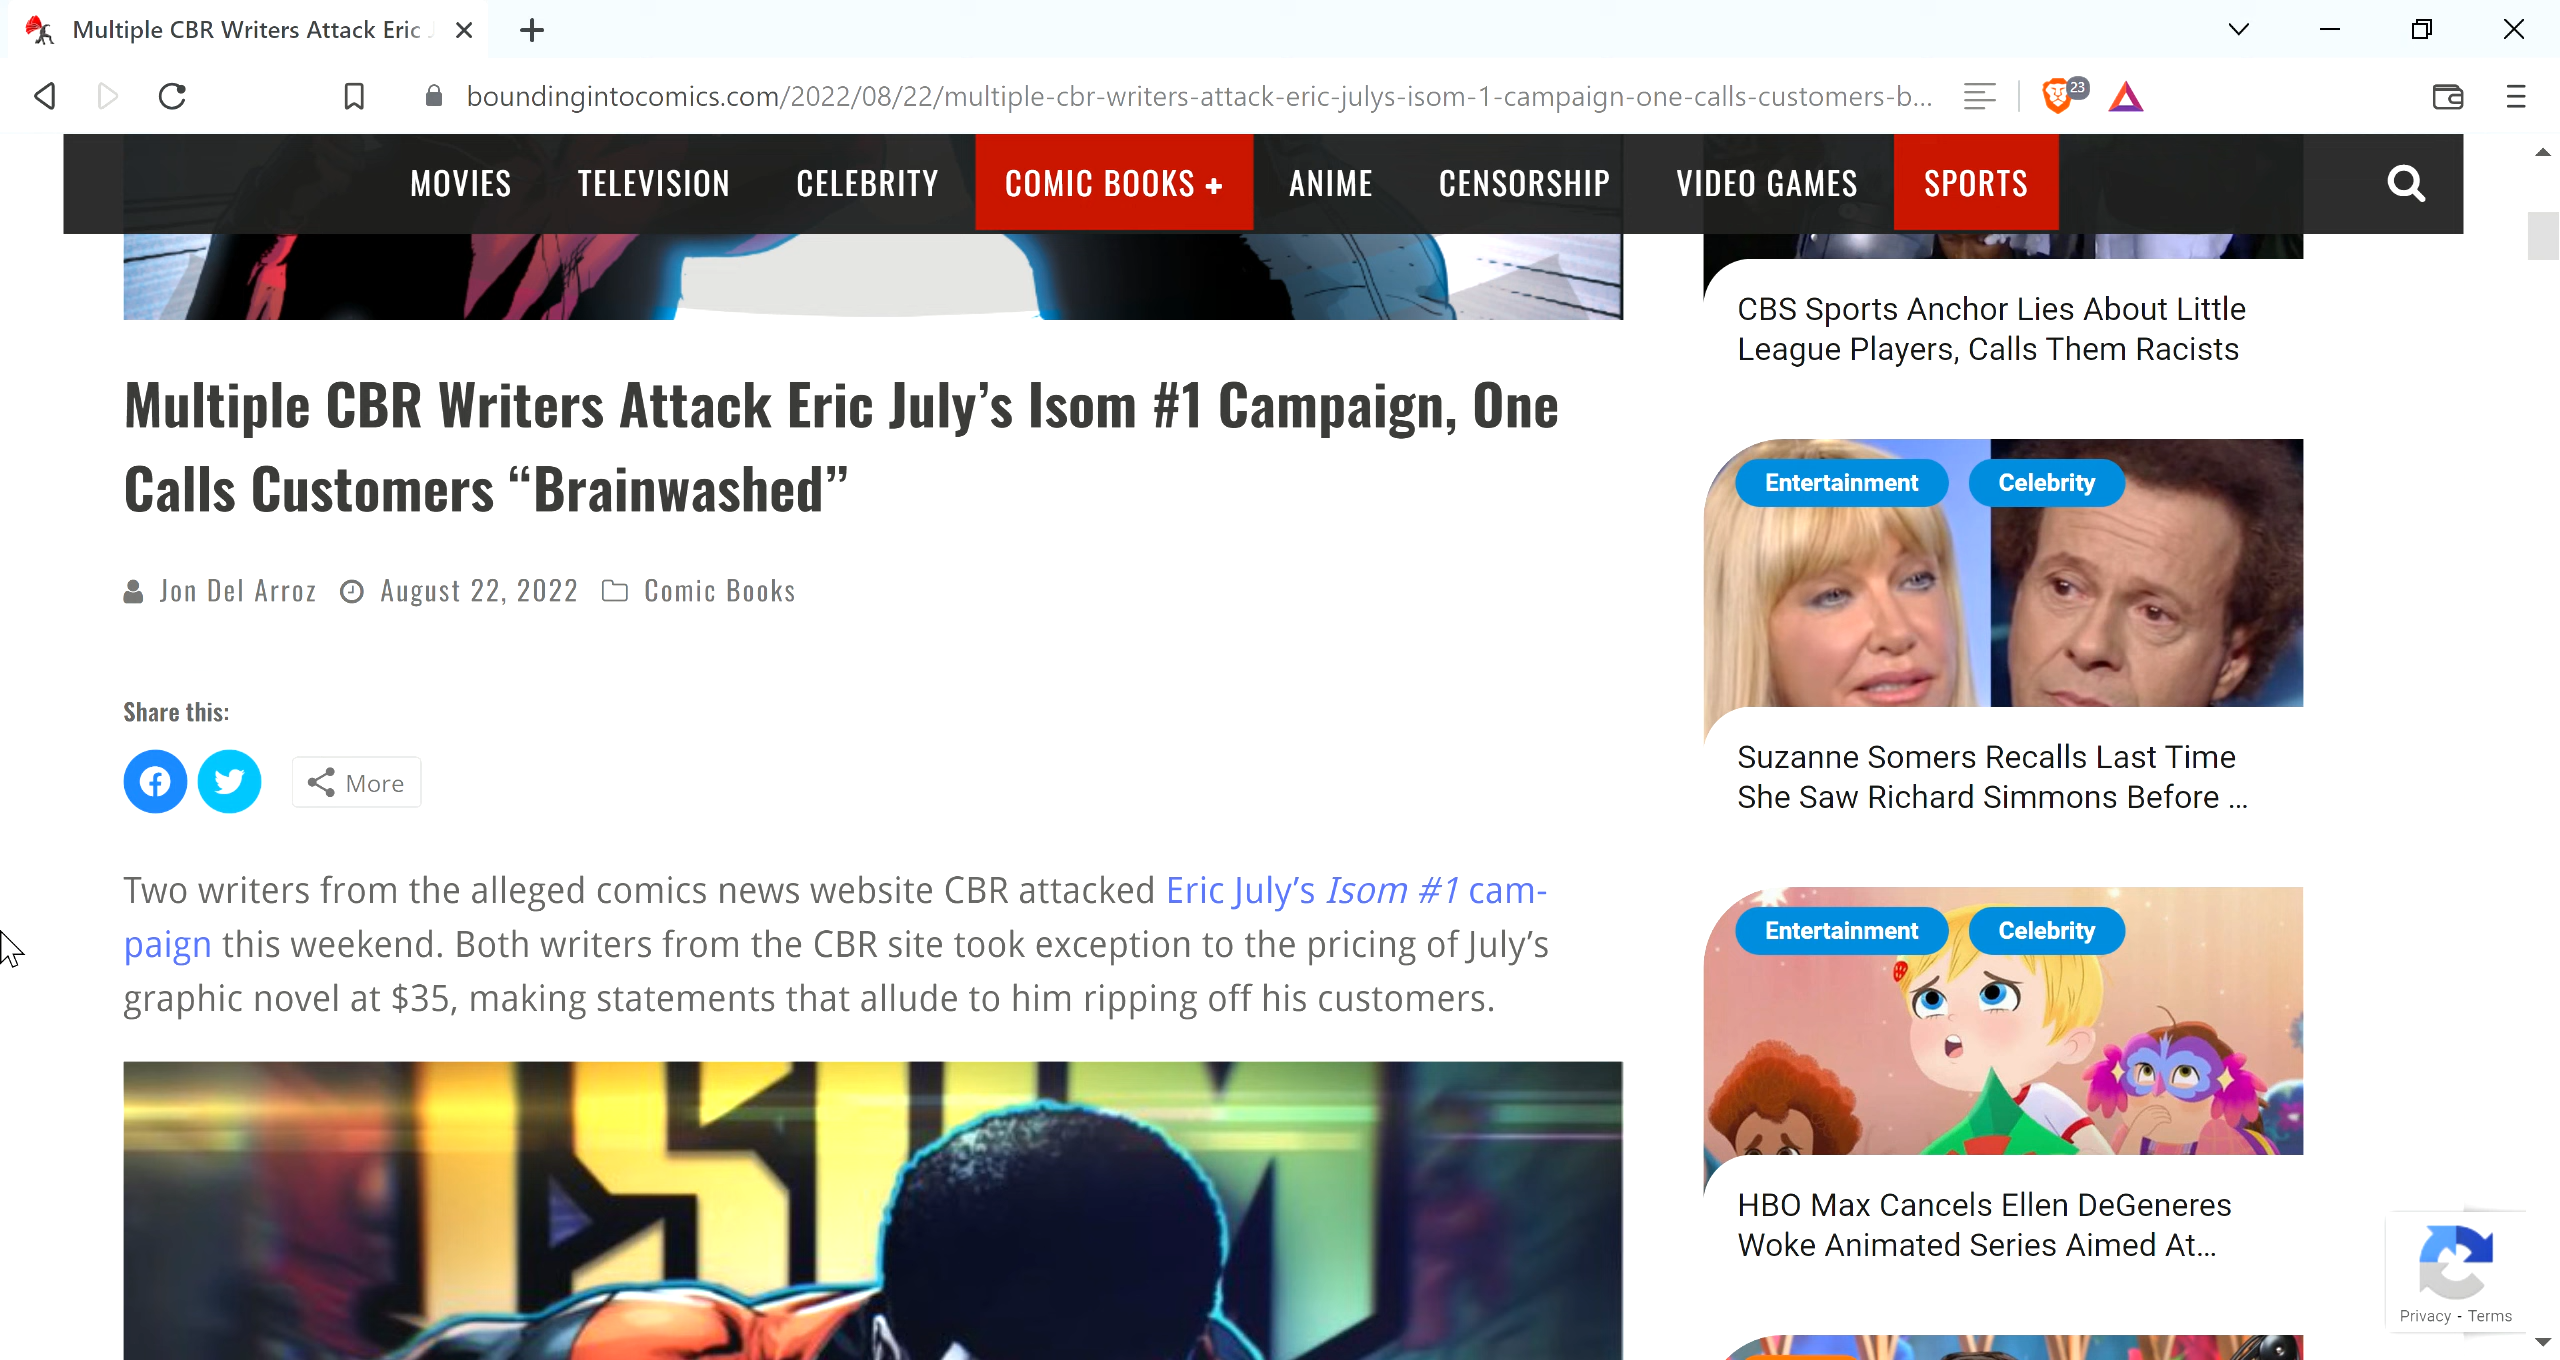 Multiple CBR Writers Attack Eric J
boundingintocomics.com/2022/08/22/multiple-cbr-writers-attack-eric-julys-isom-1-campaign-one-calls-customers-b...
23
MOVIES TELEVISION CELEBRITY COMIC BOOKS + ANIME CENSORSHIP VIDEO GAMES SPORTS
Multiple CBR Writers Attack Eric July’s Isom #1 Campaign, One
Calls Customers “Brainwashed”
Jon Del Arroz August 22, 2022 Comic Books
Share this:
More
Two writers from the alleged comics news website CBR attacked Eric July’s Isom #1 cam-
paign this weekend. Both writers from the CBR site took exception to the pricing of July’s
graphic novel at $35, making statements that allude to him ripping off his customers.
ISOM
CBS Sports Anchor Lies About Little
League Players, Calls Them Racists
Entertainment Celebrity
Suzanne Somers Recalls Last Time
She Saw Richard Simmons Before ...
Entertainment Celebrity
HBO Max Cancels Ellen DeGeneres
Woke Animated Series Aimed At...
Privacy - Terms